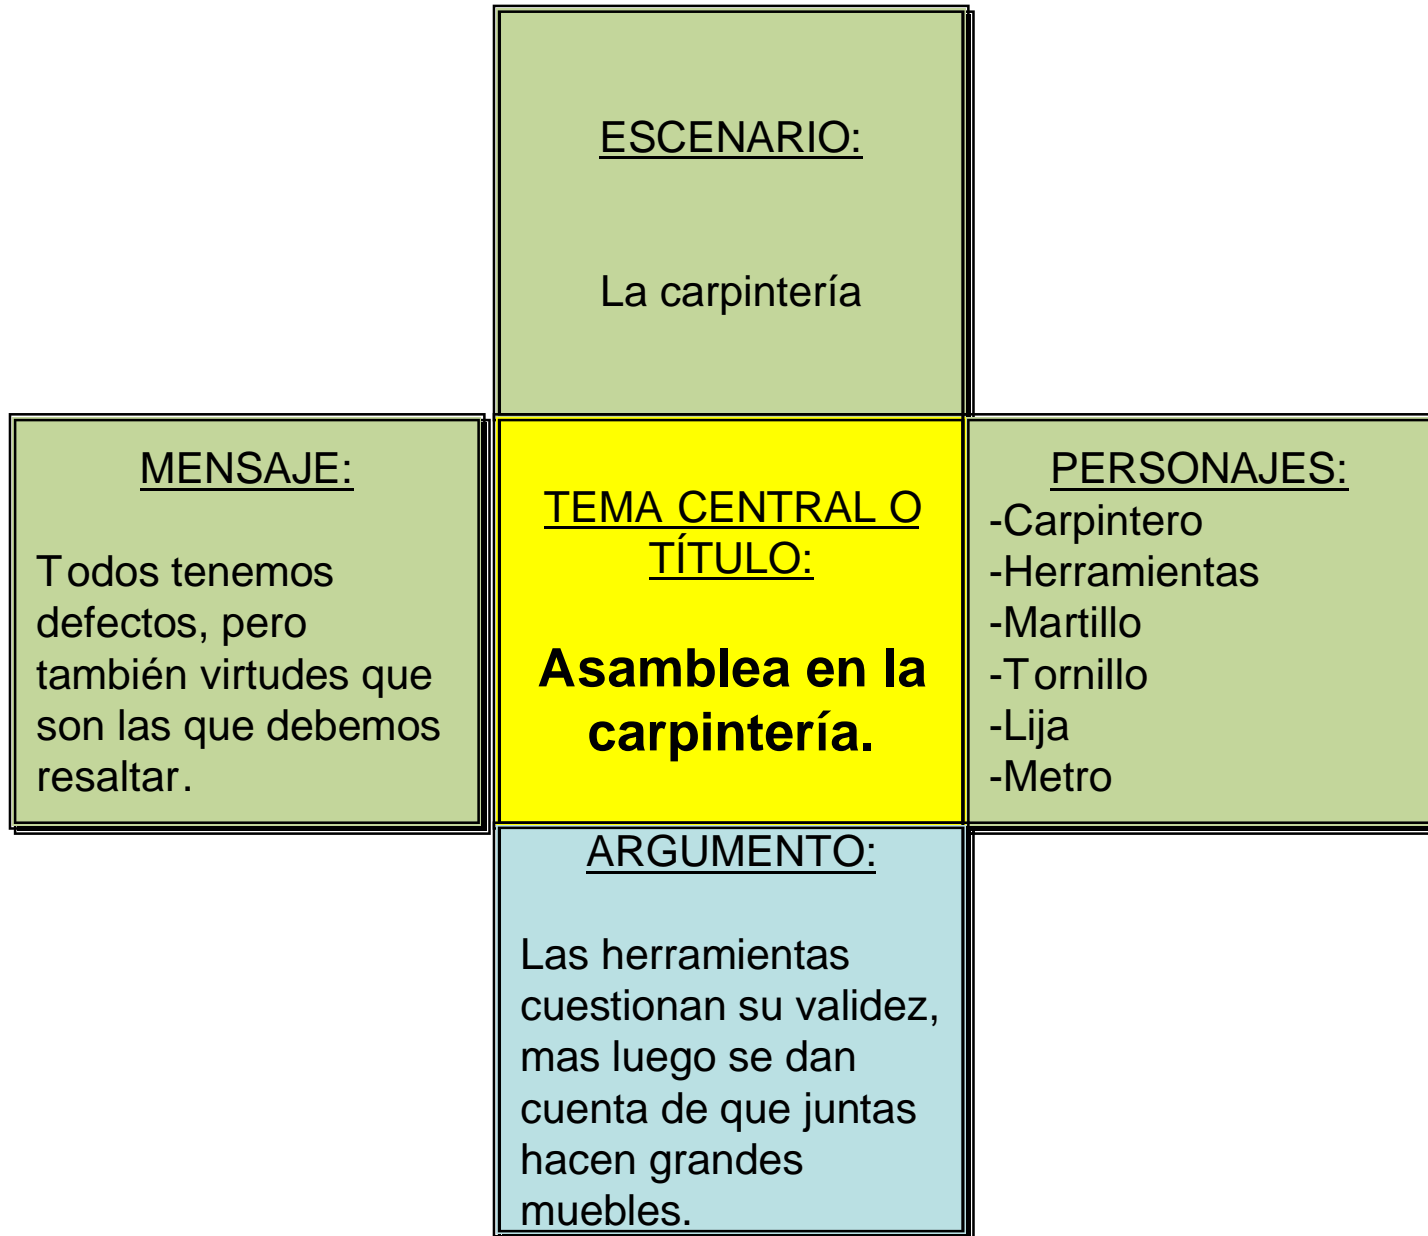 ESCENARIO:
La carpintería
MENSAJE:
Todos tenemos
defectos, pero
también virtudes que
son las que debemos
resaltar.
TEMA CENTRAL O
TÍTULO:
Asamblea en la
carpintería.
PERSONAJES:
-Carpintero
-Herramientas
-Martillo
-Tornillo
-Lija
-Metro
ARGUMENTO:
Las herramientas
cuestionan su validez,
mas luego se dan
cuenta de que juntas
hacen grandes
muebles.